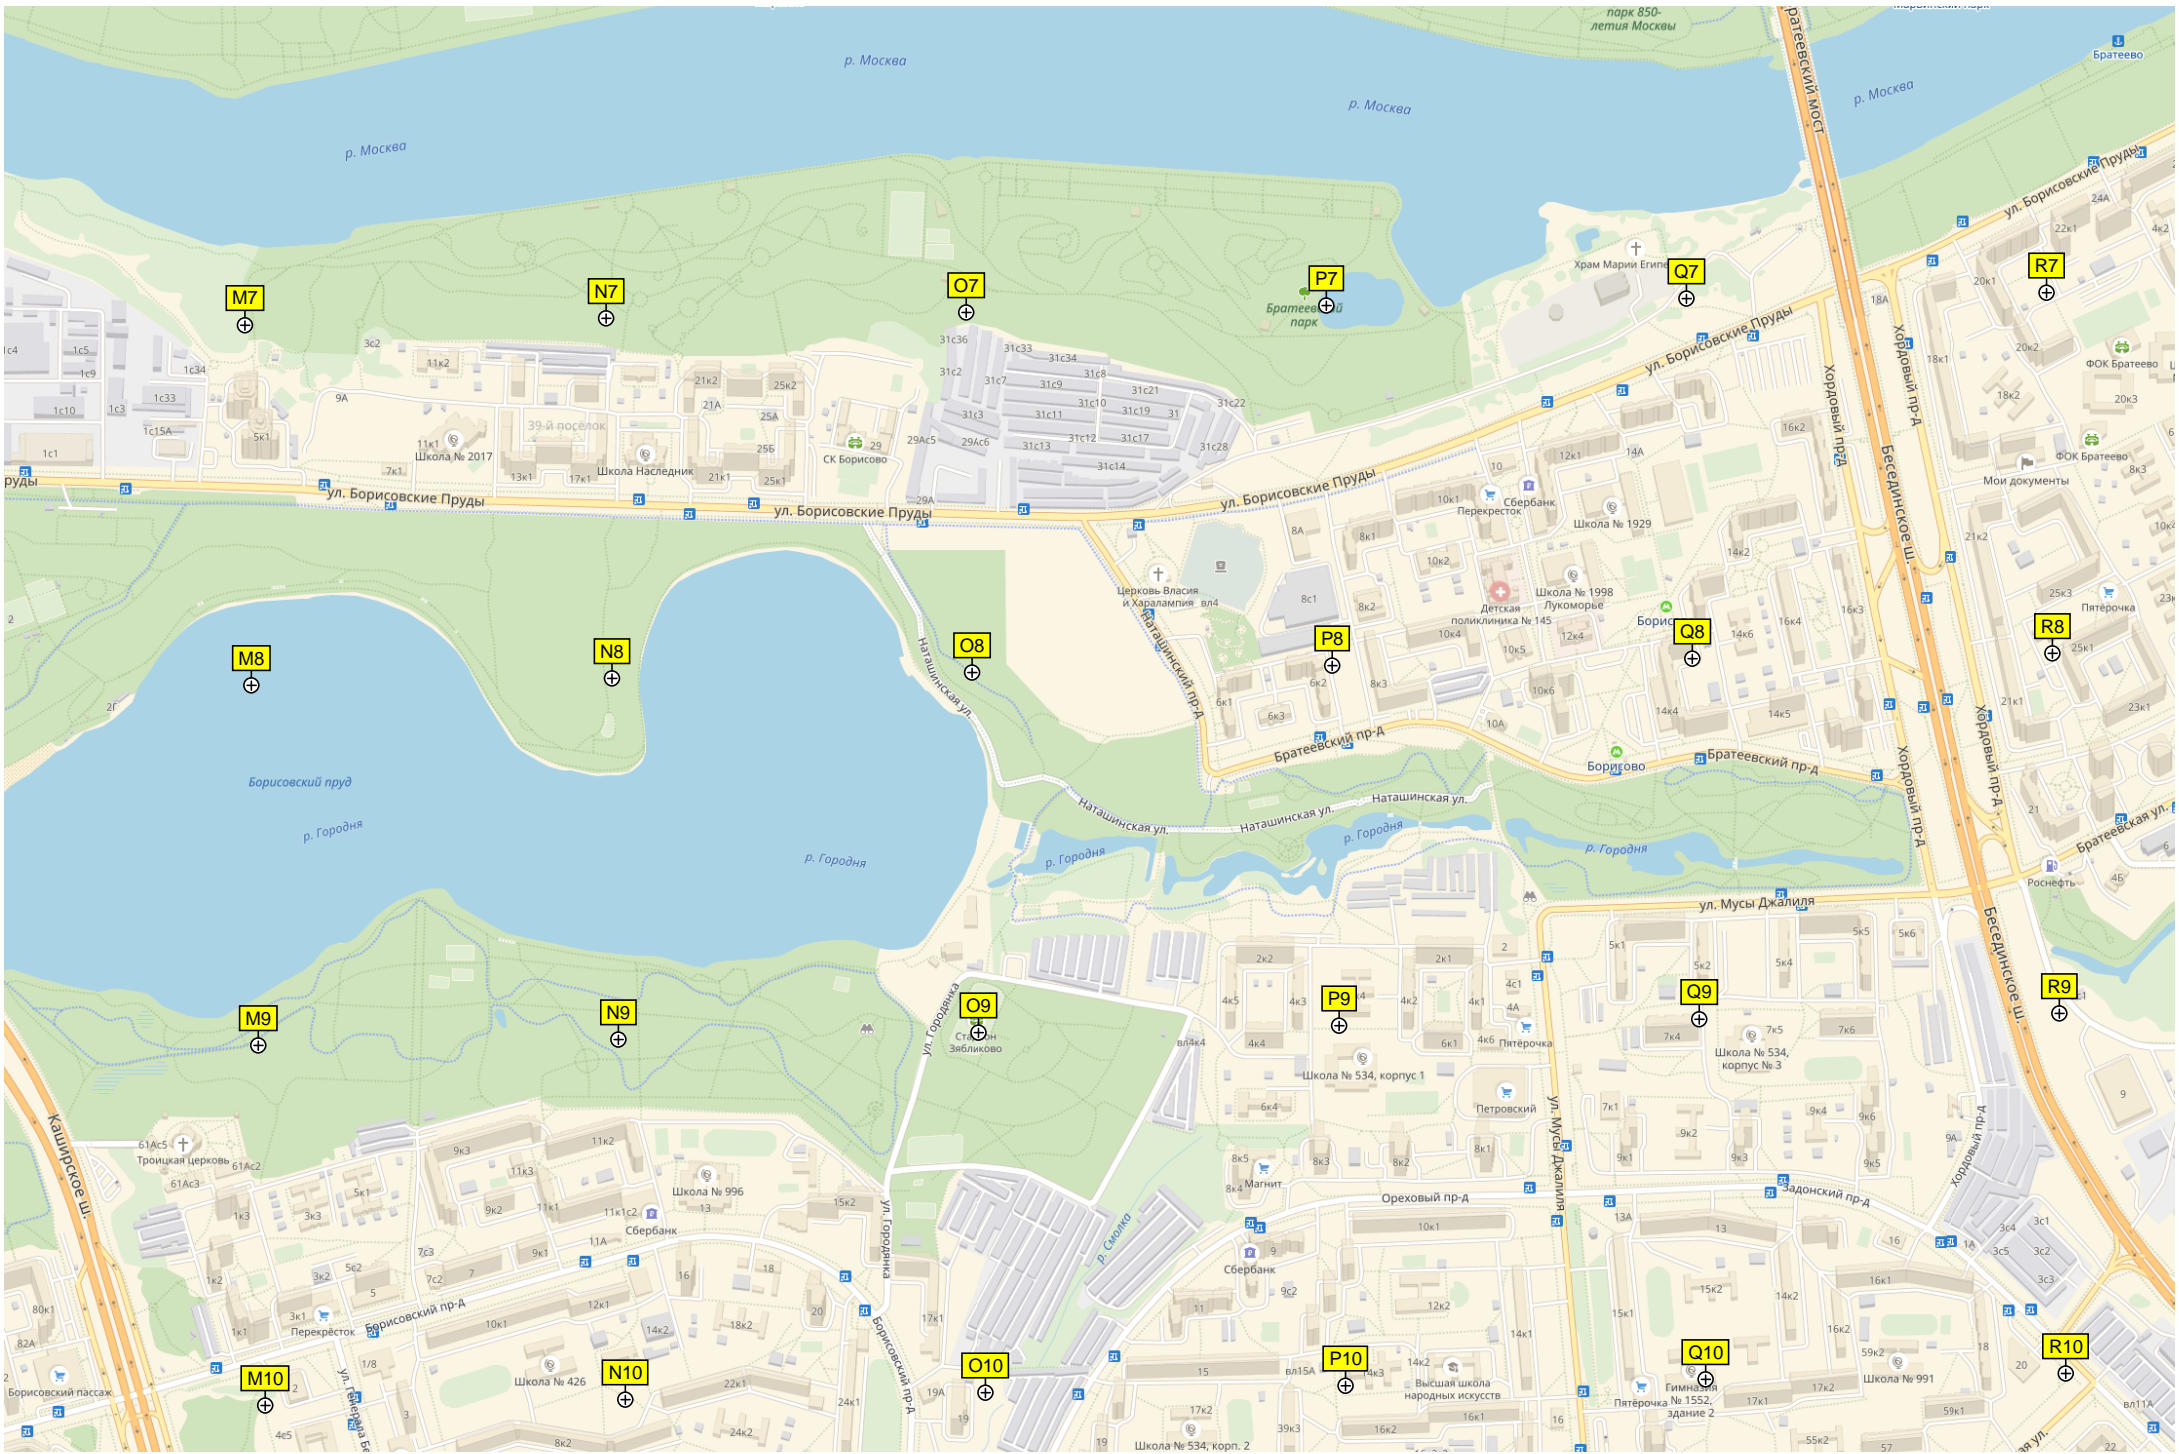 парк 850-
летия Москвы
Братеевский мост
Братеево
р. Москва
р. Москва
р. Москва
р. Москва
ул. Борисовские Пруды
24А
22к1
4к2
Храм Марии Египе
M7
N7
O7
P7
Q7
R7
20к1
18А
Братеевский
парк
3с2
11к2
1с4
1с5
1с9
1с34
1с33
1с10
1с3
1с15А
1с1
5к1
9А
11к1
Школа № 2017
7к1
39-й посёлок
13к1
17к1
Школа Наследник
21к2
25к2
21А
25А
25Б
21к1
25к1
29
СК Борисово
29Ас5
29Ас6
29А
31с36
31с33
31с34
31с2
31с7
31с8
31с9
31с21
31с3
31с10
31с11
31с19
31
31с22
31с12
31с17
31с13
31с28
31с14
ул. Борисовские Пруды
Хордовый пр-д
Хордовый пр-д
18к1
20к2
ФОК Братеево
18к2
20к3
ФОК Братеево
8к3
Мои документы
16к2
14А
12к1
10
10к1
Сбербанк
Перекресток
Школа № 1929
Бесединское ш.
пруды
ул. Борисовские Пруды
ул. Борисовские Пруды
ул. Борисовские Пруды
8А
8к1
10к2
14к2
21к2
10к4
Церковь Власия
и Харалампия
вл4
8с1
8к2
Детская
поликлиника № 145
Школа № 1998
Лукоморье
16к3
16к4
25к3
Пятёрочка
2
2Г
M8
N8
O8
P8
Q8
R8
10к4
12к4
14к6
10к5
25к1
Наташинская ул.
Наташинский пр-д
6к2
8к3
6к1
6к3
10к6
10А
14к4
14к5
21к1
23к1
Братеевский пр-д
Борисово
Братеевский пр-д
Хордовый пр-д
Хордовый пр-д
Борисовский пруд
р. Городня
р. Городня
р. Городня
р. Городня
р. Городня
Наташинская ул.
Наташинская ул.
Наташинская ул.
21
Братеевская ул.
6
Роснефть
4Б
ул. Мусы Джалиля
2к2
2к1
2
5к1
5к2
5к4
5к5
5к6
Бесединское ш.
M9
N9
O9
P9
Q9
R9
4к5
4к3
4к2
4к1
4с1
4А
ул. Городянка
Стадион
Зябликово
вл4к4
4к4
6к1
4к6
Пятёрочка
7к4
7к5
7к6
Школа № 534,
корпус № 3
Школа № 534, корпус 1
Петровский
6к4
7к1
9к2
9к4
9к6
9
9А
Каширское ш.
61Ас5
Троицкая церковь
61Ас2
61Ас3
9к3
11к2
11к3
5к1
9к2
11к1
11к1с2
1к3
3к3
Школа № 996
13
15к2
Сбербанк
8к5
8к4
Магнит
8к3
8к2
8к1
9к1
9к3
9к5
ул. Мусы Джалиля
Ореховый пр-д
Задонский пр-д
Хордовый пр-д
ул. Городянка
р. Смолка
11А
7с3
9к1
5с2
3к2
7
7с2
5
1к2
3к1
Перекрёсток
1к1
Борисовский пр-д
12к1
10к1
16
18
20
14к2
18к2
17к1
Сбербанк
9
9с2
10к1
13А
13
16
3с4
3с1
1А
3с5
3с2
3с3
80к1
82А
Борисовский пассаж
11
12к2
15к1
15к2
14к2
16к1
16к2
M10
N10
O10
P10
Q10
R10
1/8
Школа № 426
Борисовский пр-д
22к1
24к1
19А
19
15
вл15А
14к3
14к2
14к1
Высшая школа
народных искусств
Пятёрочка
Гимназия
№ 1552,
здание 2
59к2
Школа № 991
18
20
2
3
4с5
8к2
24к2
17к2
Школа № 534, корп. 2
19
39к3
16к2
16к1
16
17к1
17к2
59к1
55к2
57
22
вл11А